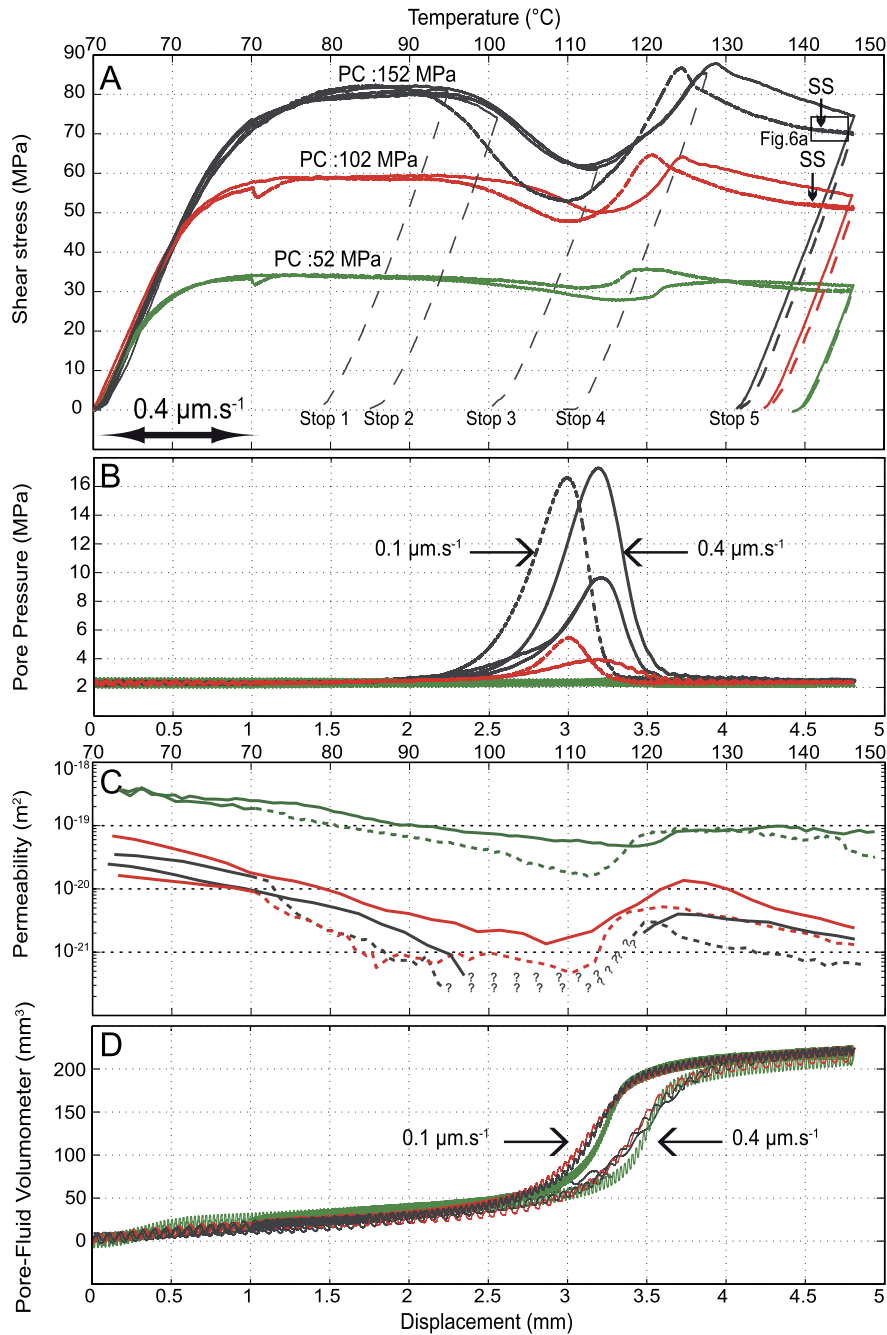 Temperature (°C)
70 70 70 80 90 100 110 120 140 150
A
90
80
70
60
50
40
30
20
10
0
Shear stress (MPa)
PC :152 MPa
PC :102 MPa
PC :52 MPa
SS
Fig.6a
SS
0.4 µm.s-1
Stop 1 Stop 2 Stop 3 Stop 4 Stop 5
B
16
14
12
10
8
6
4
2
Pore Pressure (MPa)
0.1 µm.s-1
0.4 µm.s-1
0 0.5 1 1.5 2 2.5 3 3.5 4 4.5 5
70 70 70 80 90 100 110 120 130 140 150
C
10-18
10-19
10-20
10-21
Permeability (m2)
? ? ? ? ? ? ? ? ? ? ? ? ? ? ? ? ? ? ? ? ? ?
D
200
150
100
50
0
Pore-Fluid Volumometer (mm3)
0.1 µm.s-1
0.4 µm.s-1
0 0.5 1 1.5 2 2.5 3 3.5 4 4.5 5
Displacement (mm)